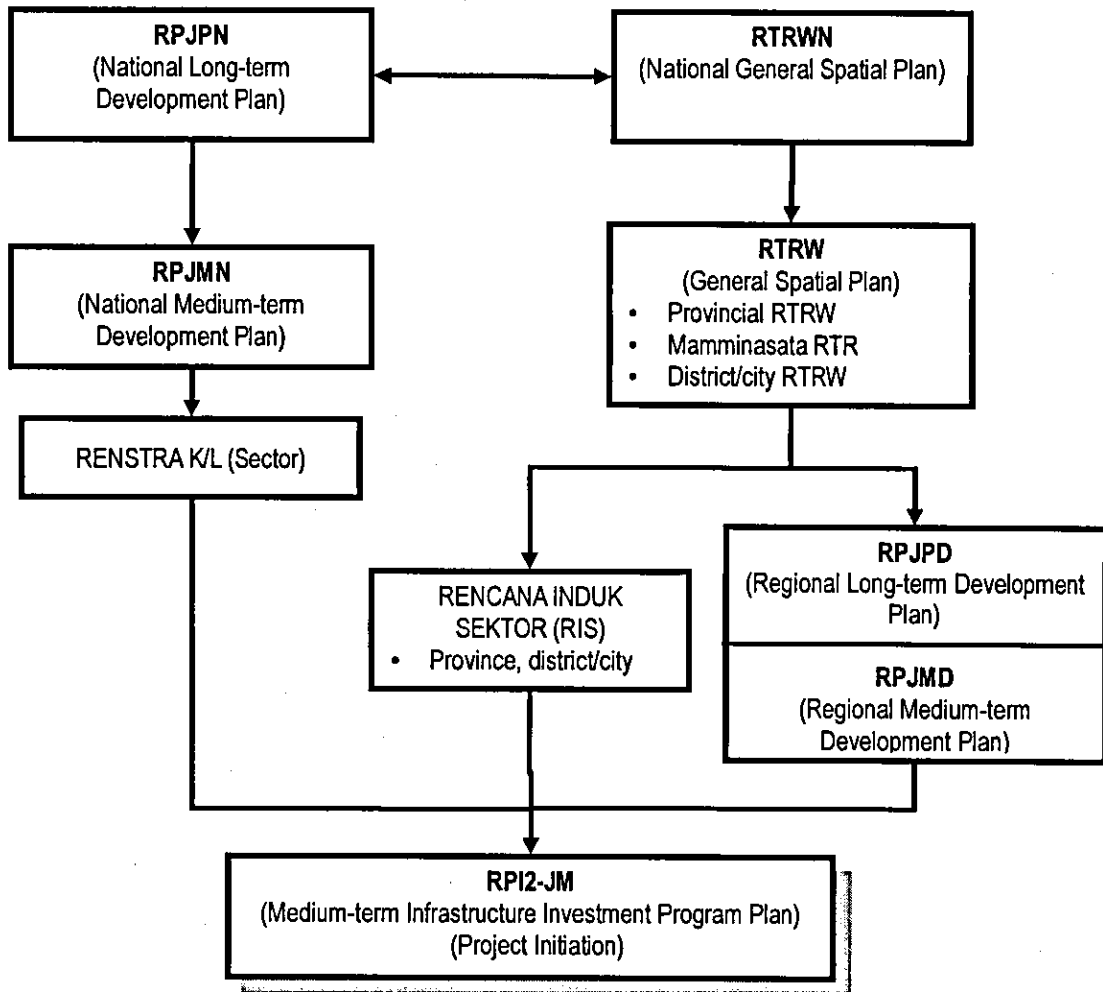 RPJPN
(National Long-term
Development Plan)
RTRWN
(National General Spatial Plan)
RPJMN
(National Medium-term
Development Plan)
RTRW
(General Spatial Plan)
• Provincial RTRW
• Mamminasata RTR
• District/city RTRW
RENSTRA K/L (Sector)
RENCANA INDUK
SEKTOR (RIS)
• Province, district/city
RPJPD
(Regional Long-term Development
Plan)
RPJMD
(Regional Medium-term
Development Plan)
RPI2-JM
(Medium-term Infrastructure Investment Program Plan)
(Project Initiation)